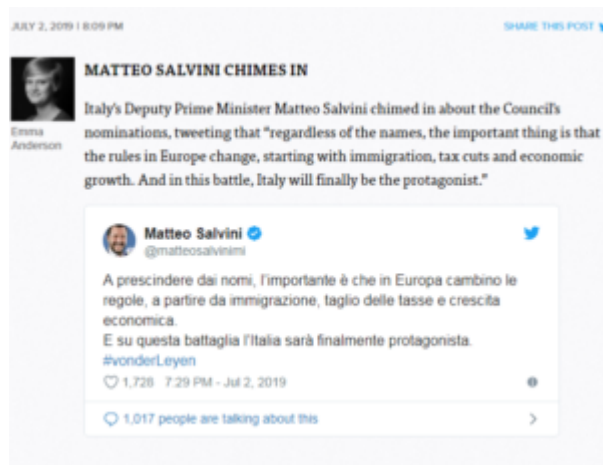 JULY 2, 2019 | 8:09 PM
SHARE THIS POST
MATTEO SALVINI CHIMES IN
Emma
Anderson
Italy's Deputy Prime Minister Matteo Salvini chimed in about the Council's
nominations, tweeting that "regardless of the names, the important thing is that
the rules in Europe change, starting with immigration, tax cuts and economic
growth. And in this battle, Italy will finally be the protagonist."
Matteo Salvini
@matteosalvinimi
A prescindere dai nomi, l'importante è che in Europa cambino le
regole, a partire da immigrazione, taglio delle tasse e crescita
economica.
E su questa battaglia l'Italia sarà finalmente protagonista.
#vonderLeyen
1,728 7:29 PM - Jul 2, 2019
1,017 people are talking about this